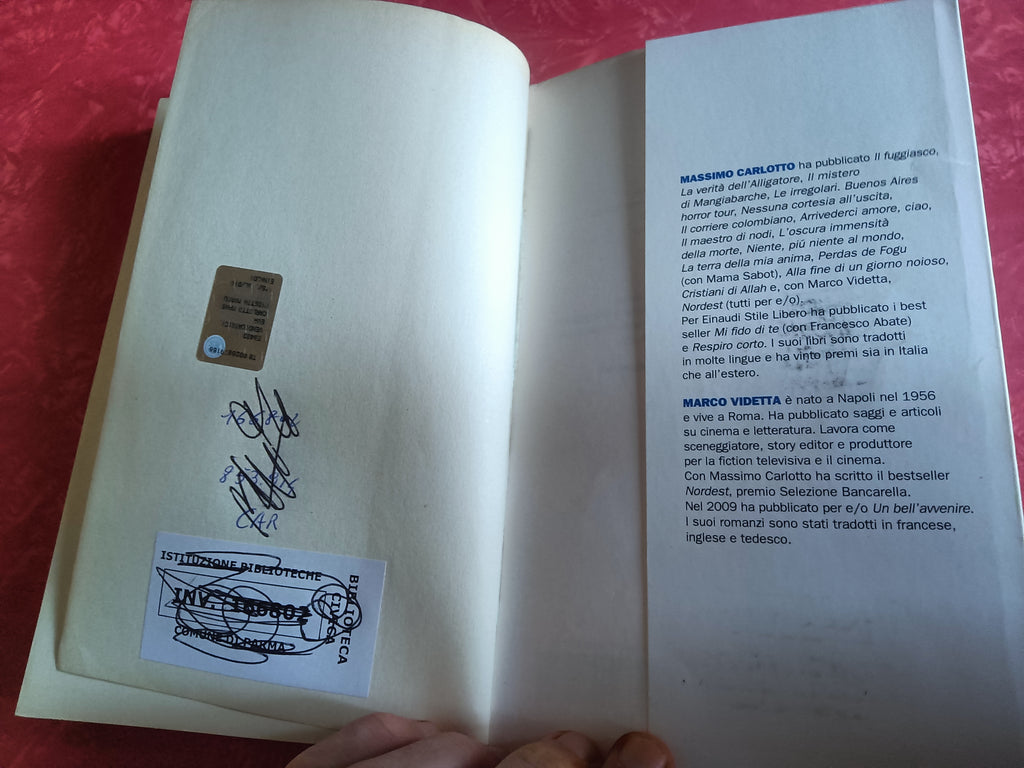 CAR
ISTITUZIONE BIBLIOTECHE
INV.
COMUNE DI PARMA
BIBLIOTECA
CIVICA
MASSIMO CARLOTTO ha pubblicato Il fuggiasco,
La verità dell'Alligatore, Il mistero
di Mangiabarche, Le irregolari. Buenos Aires
horror tour, Nessuna cortesia all'uscita,
Il corriere colombiano, Arrivederci amore, ciao,
Il maestro di nodi, L'oscura immensità
della morte, Niente, piú niente al mondo,
La terra della mia anima, Perdas de Fogu
(con Mama Sabot), Alla fine di un giorno noioso,
Cristiani di Allah e, con Marco Videtta,
Nordest (tutti per e/o).
Per Einaudi Stile Libero ha pubblicato i best
seller Mi fido di te (con Francesco Abate)
e Respiro corto. I suoi libri sono tradotti
in molte lingue e ha vinto premi sia in Italia
che all'estero.
MARCO VIDETTA è nato a Napoli nel 1956
e vive a Roma. Ha pubblicato saggi e articoli
su cinema e letteratura. Lavora come
sceneggiatore, story editor e produttore
per la fiction televisiva e il cinema.
Con Massimo Carlotto ha scritto il bestseller
Nordest, premio Selezione Bancarella.
Nel 2009 ha pubblicato per e/o Un bell'avvenire.
I suoi romanzi sono stati tradotti in francese,
inglese e tedesco.